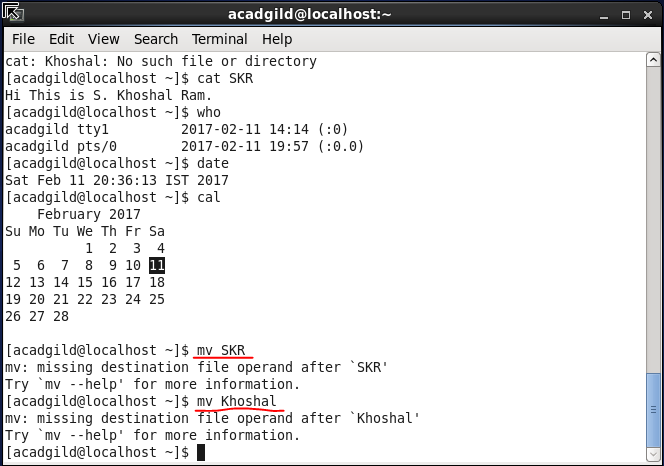 acadgild@localhost:~
File Edit View Search Terminal Help
cat: Khoshal: No such file or directory
[acadgild@localhost ~]$ cat SKR
Hi This is S. Khoshal Ram.
[acadgild@localhost ~]$ who
acadgild tty1         2017-02-11 14:14 (:0)
acadgild pts/0        2017-02-11 19:57 (:0.0)
[acadgild@localhost ~]$ date
Sat Feb 11 20:36:13 IST 2017
[acadgild@localhost ~]$ cal
    February 2017
Su Mo Tu We Th Fr Sa
          1  2  3  4
 5  6  7  8  9 10 11
12 13 14 15 16 17 18
19 20 21 22 23 24 25
26 27 28
[acadgild@localhost ~]$ mv SKR
mv: missing destination file operand after `SKR'
Try `mv --help' for more information.
[acadgild@localhost ~]$ mv Khoshal
mv: missing destination file operand after `Khoshal'
Try `mv --help' for more information.
[acadgild@localhost ~]$